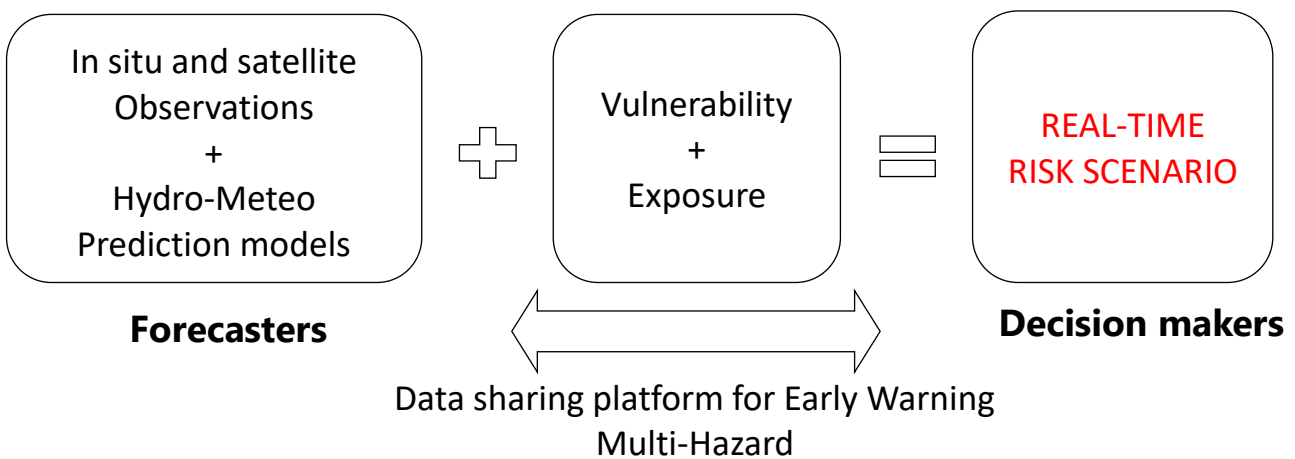 In situ and satellite
Observations
+
Hydro-Meteo
Prediction models
Vulnerability
+
Exposure
REAL-TIME
RISK SCENARIO
Forecasters
Decision makers
Data sharing platform for Early Warning
Multi-Hazard